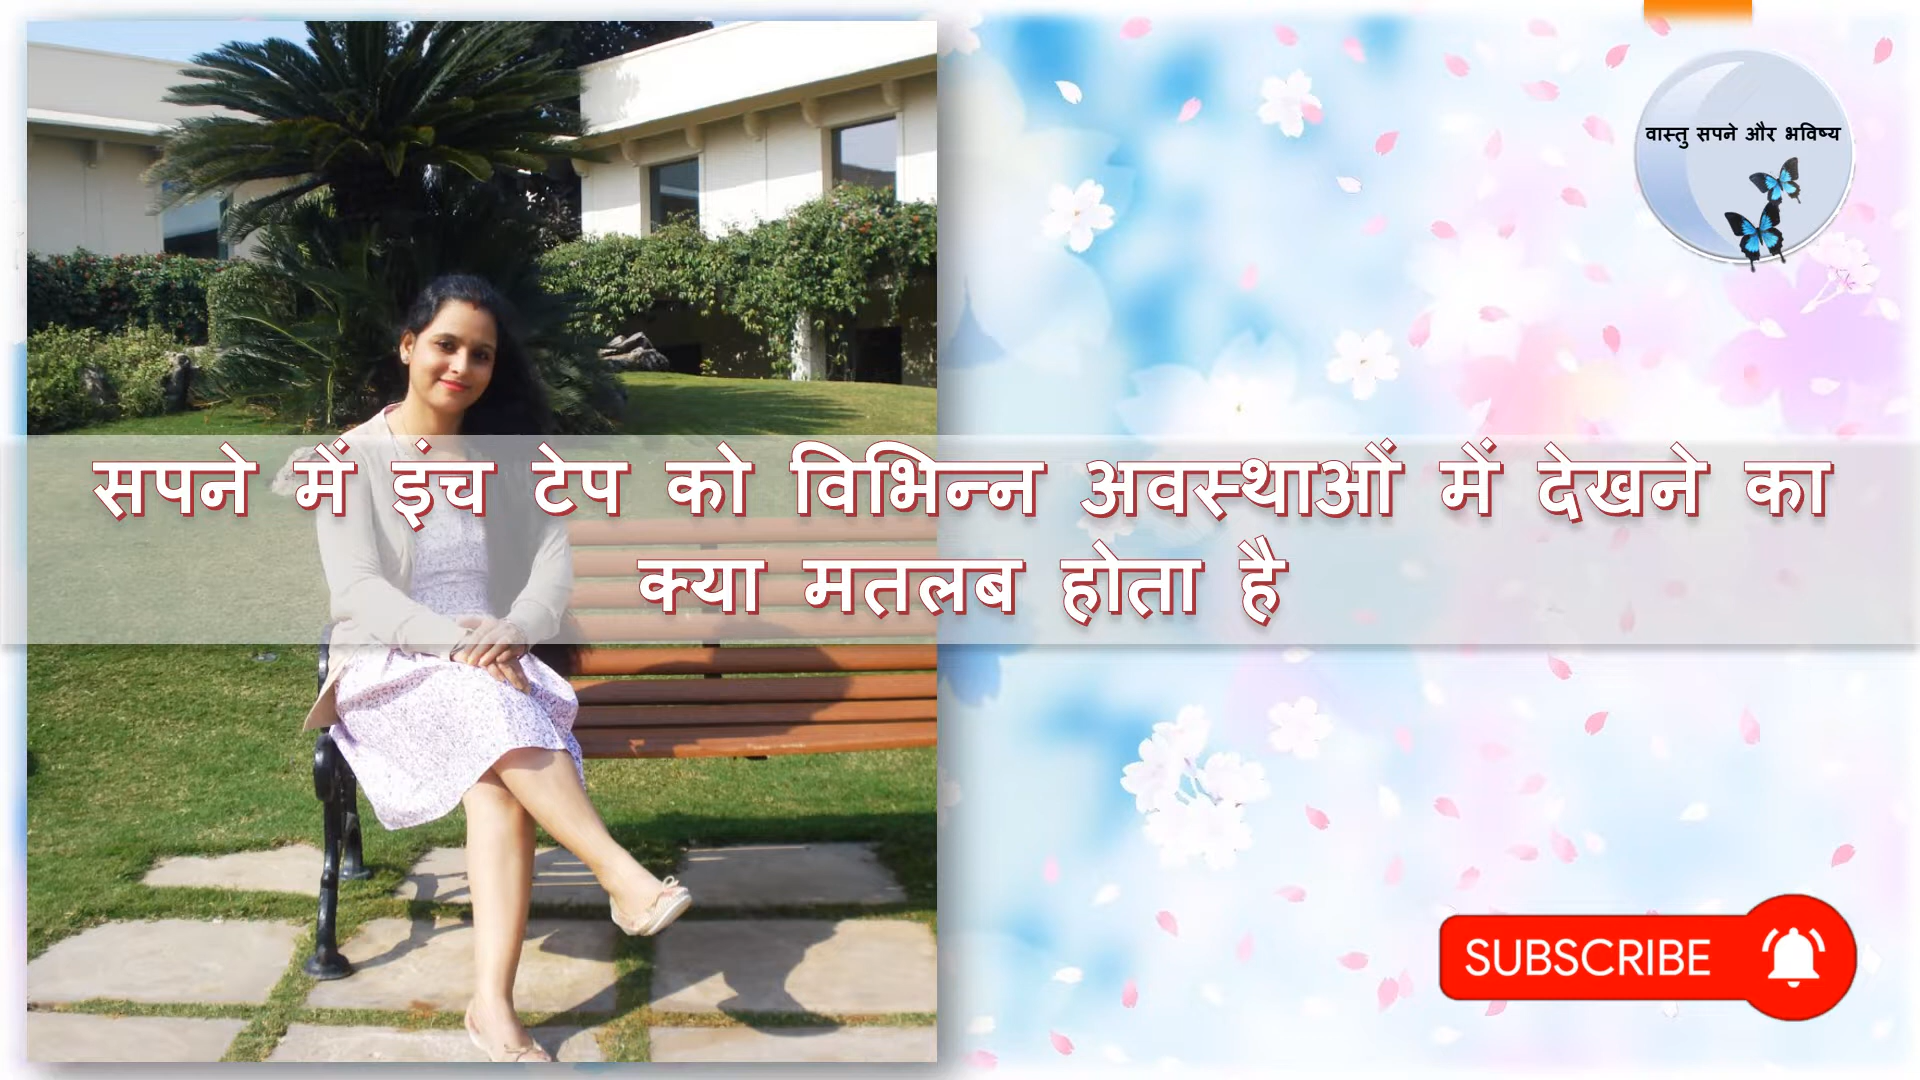 वास्तु सपने और भविष्य
सपने में इंच टेप को विभिन्न अवस्थाओं में देखने का
क्या मतलब होता है
SUBSCRIBE